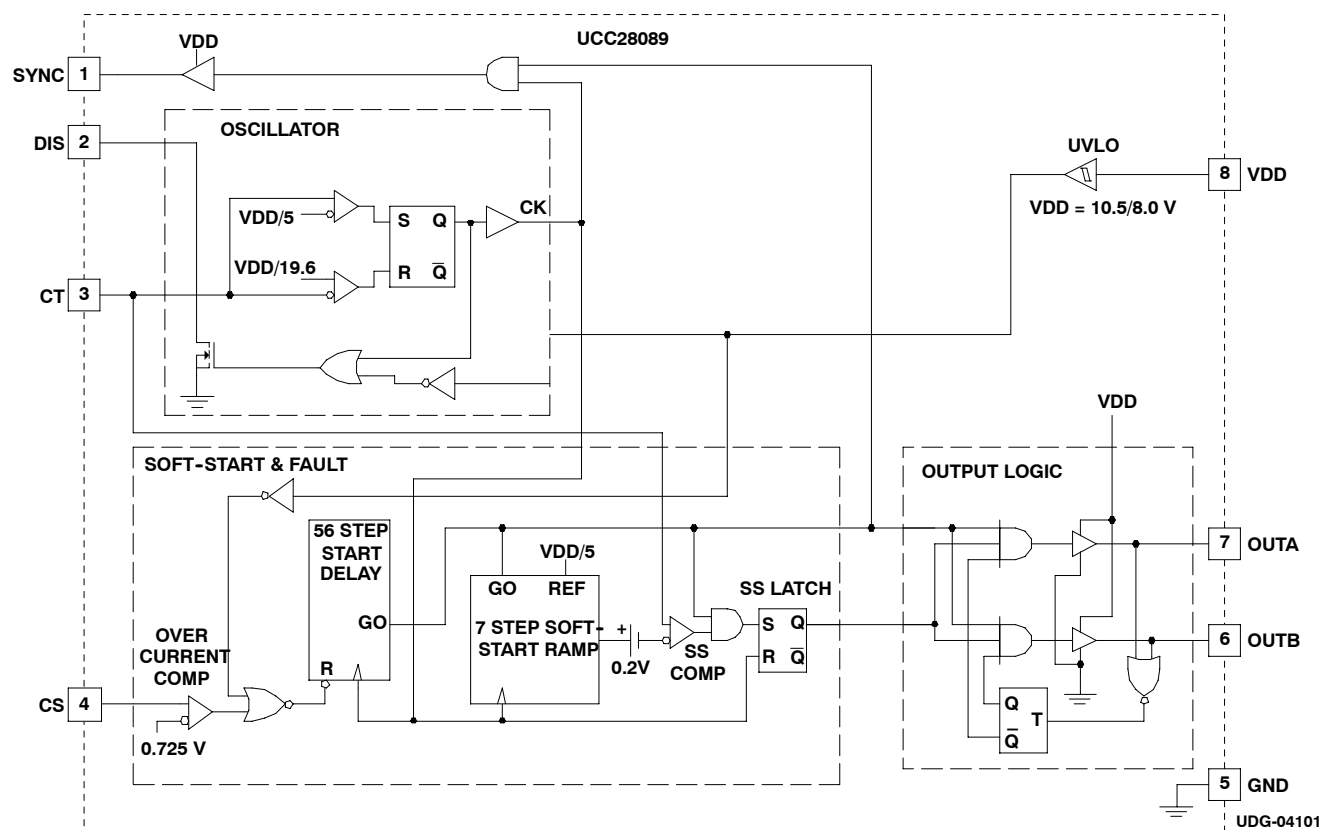 UCC28089
VDD
SYNC
1
DIS
2
OSCILLATOR
UVLO
8
VDD
VDD = 10.5/8.0 V
VDD/5
S
Q
CK
VDD/19.6
R
Q
CT
3
VDD
SOFT-START & FAULT
OUTPUT LOGIC
56 STEP
START
DELAY
GO
R
VDD/5
GO
REF
7 STEP SOFT-
START RAMP
+
0.2V
SS
COMP
SS LATCH
S
Q
R
Q
7
OUTA
6
OUTB
OVER
CURRENT
COMP
CS
4
0.725 V
Q
T
Q
5
GND
UDG-04101